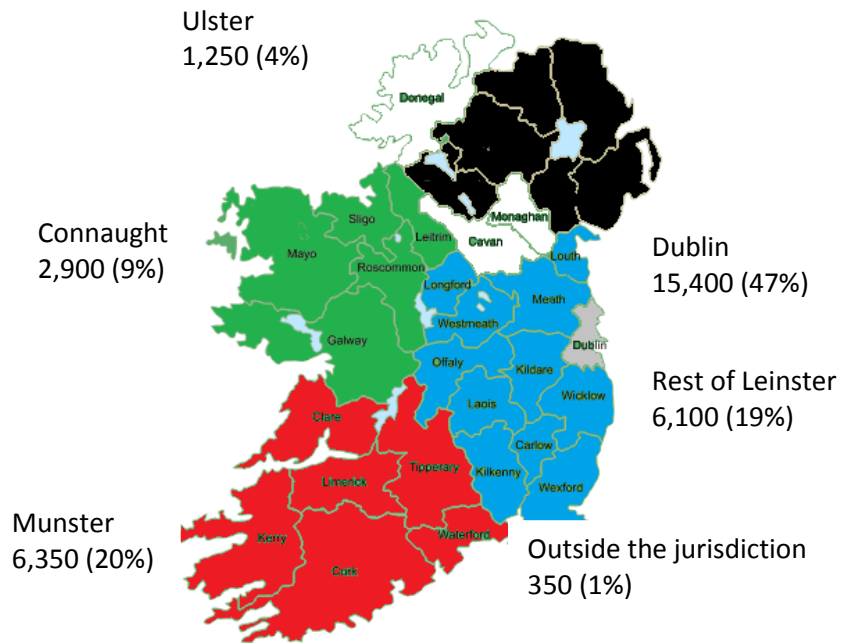 Ulster
1,250 (4%)
Donegal
Monaghan
Cavan
Connaught
2,900 (9%)
Sligo
Leitrim
Mayo
Roscommon
Galway
Dublin
15,400 (47%)
Louth
Longford
Meath
Westmeath
Dublin
Offaly
Kildare
Rest of Leinster
6,100 (19%)
Wicklow
Laois
Carlow
Kilkenny
Wexford
Clare
Tipperary
Limerick
Munster
6,350 (20%)
Kerry
Waterford
Cork
Outside the jurisdiction
350 (1%)